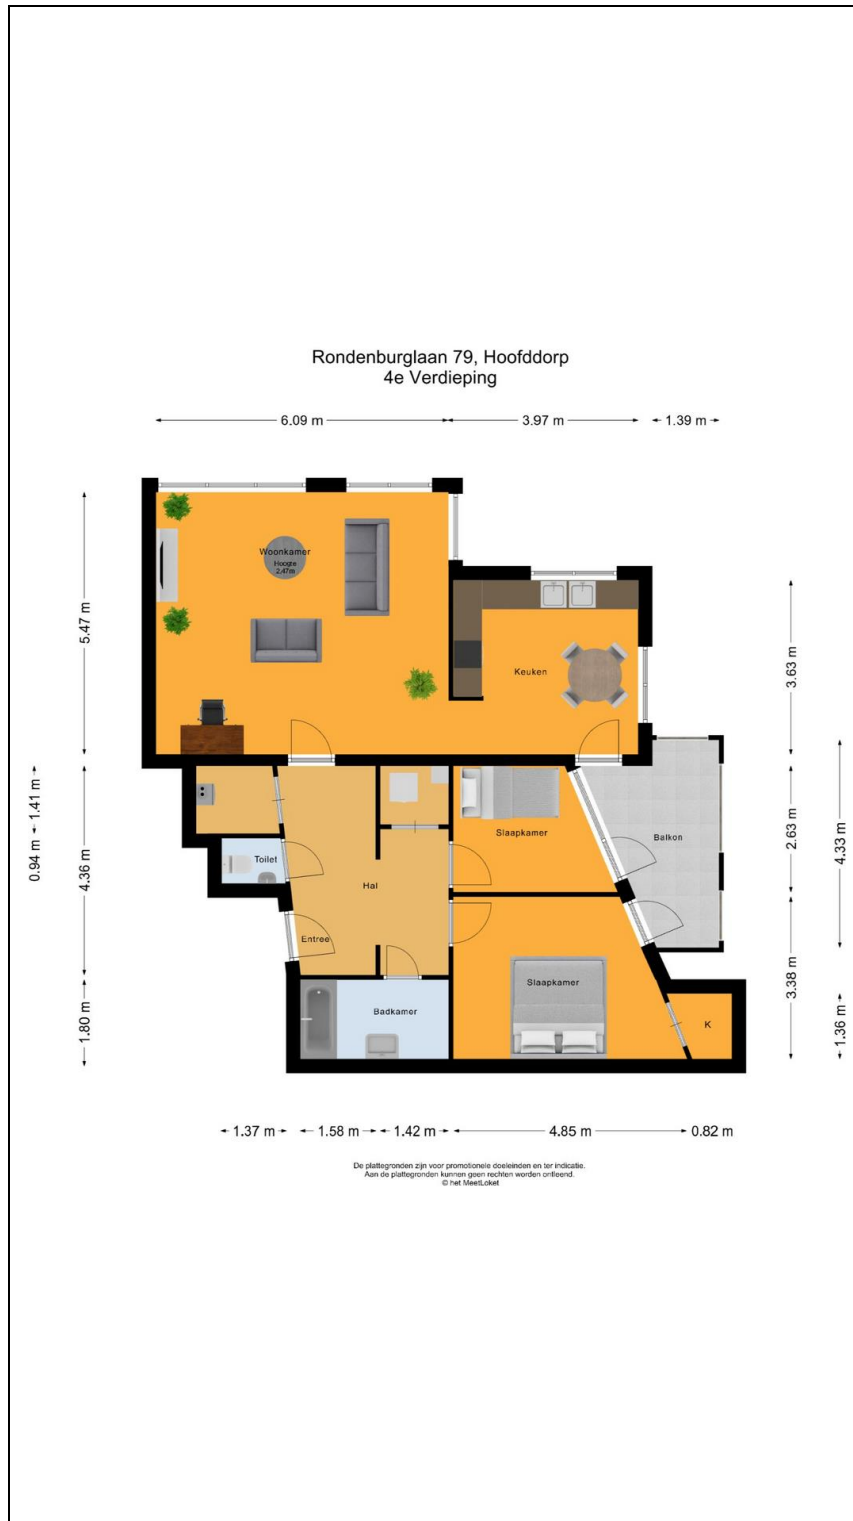 Rondenburglaan 79, Hoofddorp
4e Verdieping
6.09 m
3.97 m
1.39 m
5.47 m
3.63 m
Woonkamer
Hoogte
2.47m
Keuken
0.94 m
1.41 m
4.36 m
2.63 m
4.33 m
Slaapkamer
Balkon
Toilet
Hal
Entree
1.80 m
3.38 m
1.36 m
Slaapkamer
Badkamer
K
1.37 m
1.58 m
1.42 m
4.85 m
0.82 m
De plattegronden zijn voor promotionele doeleinden en ter indicatie.
Aan de plattegronden kunnen geen rechten worden ontleend.
© het MeetLoket